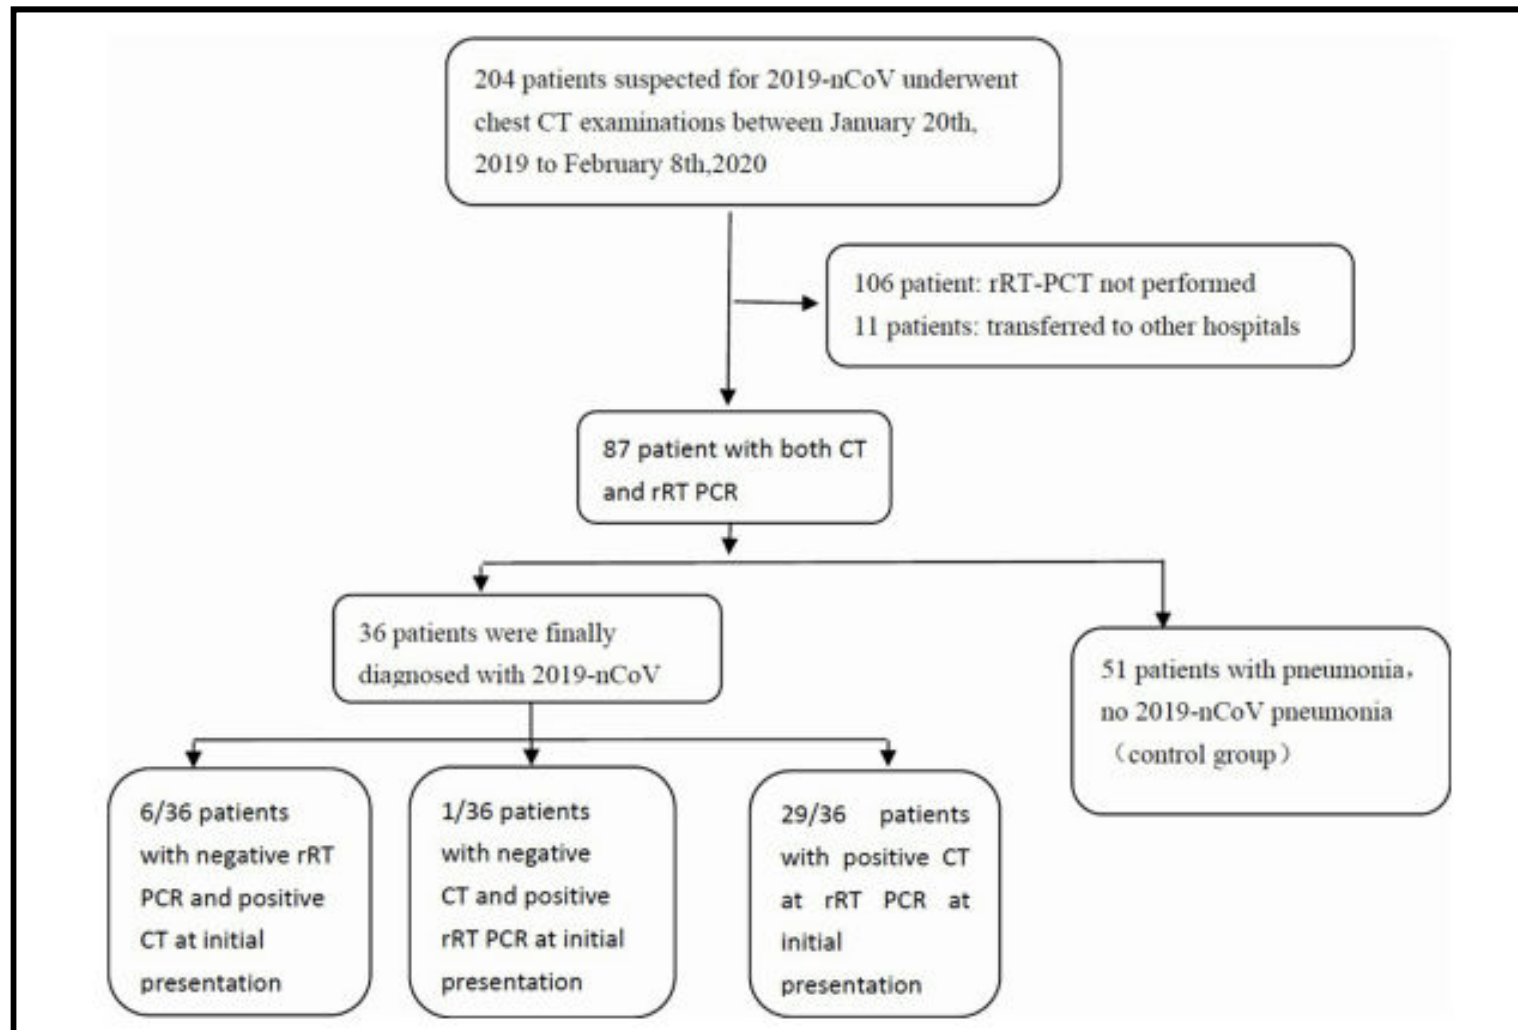 204 patients suspected for 2019-nCoV underwent
chest CT examinations between January 20th,
2019 to February 8th,2020
106 patient: rRT-PCT not performed
11 patients: transferred to other hospitals
87 patient with both CT
and rRT PCR
36 patients were finally
diagnosed with 2019-nCoV
51 patients with pneumonia，
no 2019-nCoV pneumonia
（control group）
6/36 patients
with negative rRT
PCR and positive
CT at initial
presentation
1/36 patients
with negative
CT and positive
rRT PCR at initial
presentation
29/36 patients
with positive CT
at rRT PCR at
initial
presentation